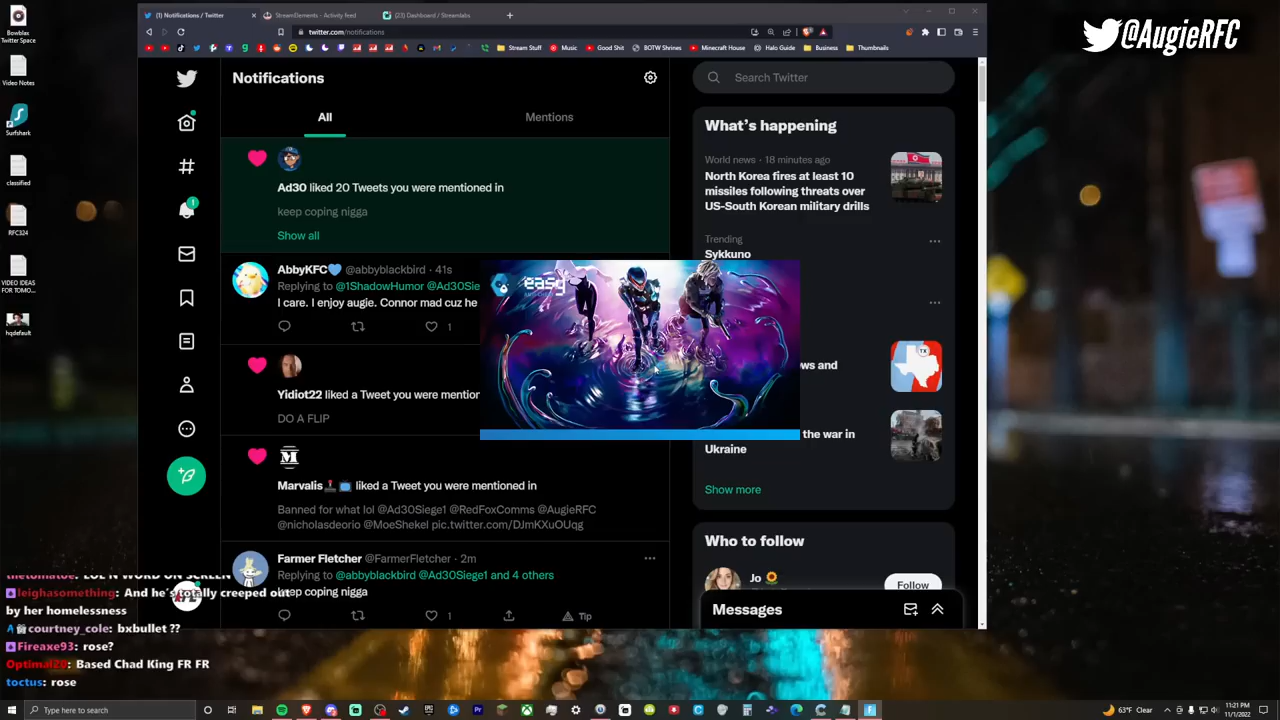 (1) Notifications / Twitter
StreamElements - Activity feed
(23) Dashboard / Streamlabs
twitter.com/notifications
Stream Stuff
Music
Good Shit
BOTW Shrines
Minecraft House
Halo Guide
Business
Thumbnails
@AugieRFC
Bowblax
Twitter Space
Video Notes
Surfshark
classified
RFC324
VIDEO IDEAS
FOR TOMO...
hqdefault
Notifications
All
Mentions
Ad30 liked 20 Tweets you were mentioned in
keep coping nigga
Show all
AbbyKFC💙 @abbyblackbird · 41s
Replying to @1ShadowHumor @Ad30Sie
I care. I enjoy augie. Connor mad cuz he
1
Yidiot22 liked a Tweet you were mention
DO A FLIP
Marvalis liked a Tweet you were mentioned in
Banned for what lol @Ad30Siege1 @RedFoxComms @AugieRFC
@nicholasdeorio @MoeShekel pic.twitter.com/DJmKXuOUqg
Farmer Fletcher @FarmerFletcher · 2m
Replying to @abbyblackbird @Ad30Siege1 and 4 others
keep coping nigga
1
Tip
easy
Search Twitter
What's happening
World news · 18 minutes ago
North Korea fires at least 10
missiles following threats over
US-South Korean military drills
Trending
Sykkuno
ws and
the war in
Ukraine
Show more
Who to follow
Jo
Follow
Messages
thetomatoe: LOL N WORD ON SCREEN
leighasomething: And he's totally creeped out
by her homelessness
courtney_cole: bxbullet ??
Fireaxe93: rose?
Optimal29: Based Chad King FR FR
toctus: rose
Type here to search
63°F Clear
11:21 PM
11/1/2022